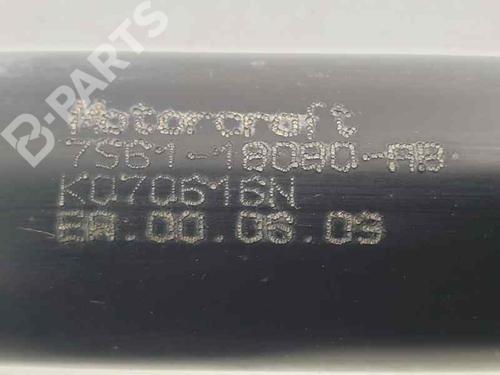 B-PARTS
Motorcraft
7S61-18080-AB
K070616N
EA.00.06.03